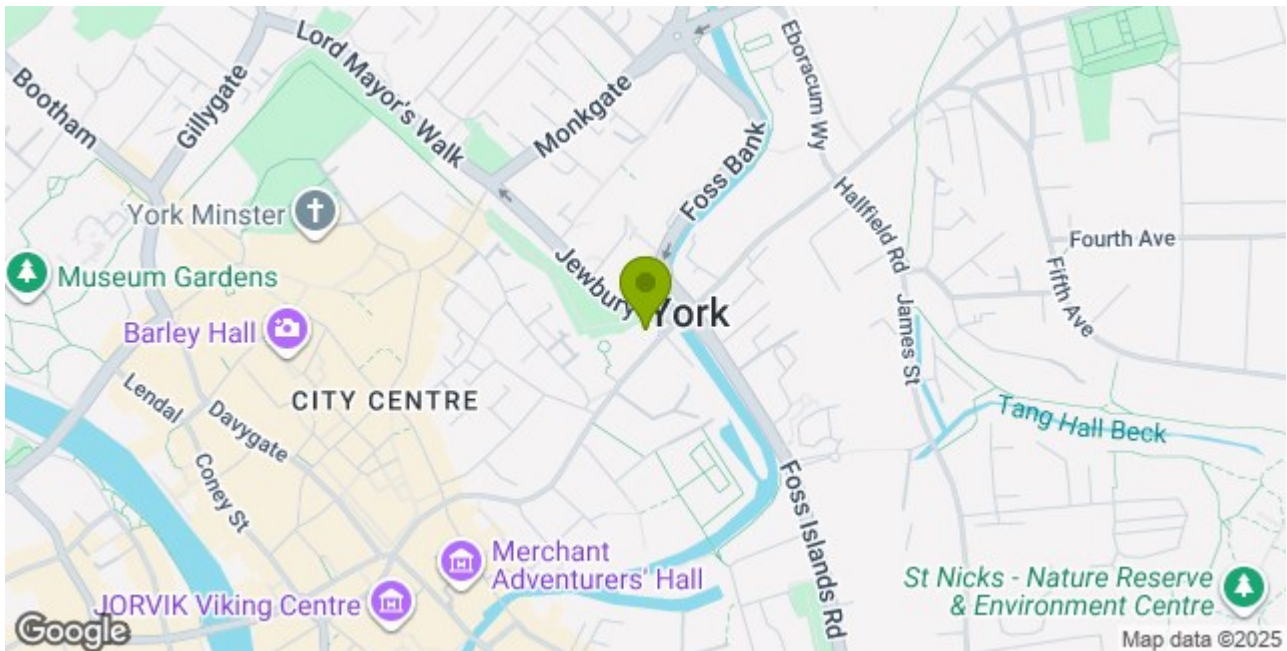 Lord Mayor's Walk
Bootham
Gillygate
Monkgate
Eboracum Wy
Foss Bank
York Minster
Hallfield Rd
Fourth Ave
Fifth Ave
Museum Gardens
Jewbury
York
James St
Barley Hall
Lendal
Davygate
CITY CENTRE
Tang Hall Beck
Coney St
Foss Islands Rd
Merchant
Adventurers' Hall
St Nicks - Nature Reserve
& Environment Centre
JORVIK Viking Centre
Google
Map data ©2025